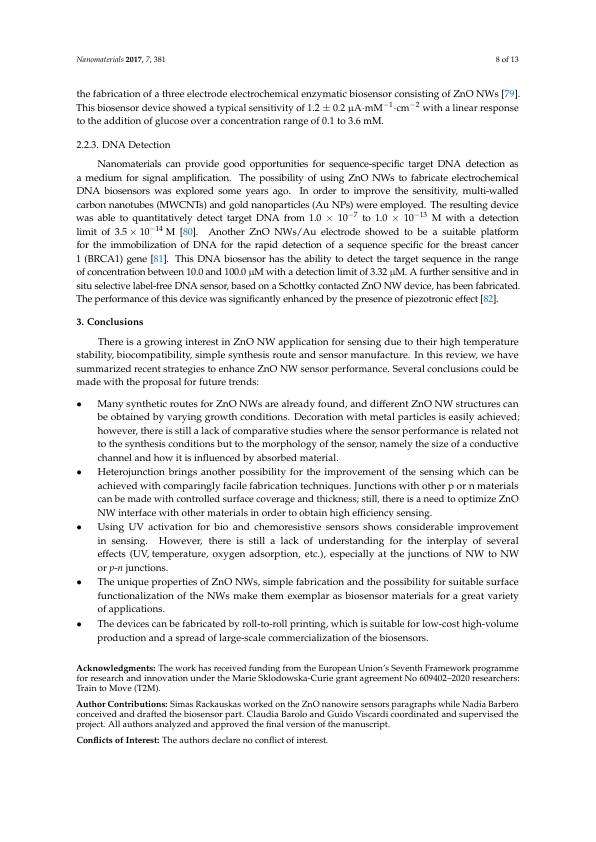 Nanomaterials 2017, 7, 381
8 of 13
the fabrication of a three electrode electrochemical enzymatic biosensor consisting of ZnO NWs [79].
This biosensor device showed a typical sensitivity of 1.2 ± 0.2 µA·mM−1·cm−2 with a linear response
to the addition of glucose over a concentration range of 0.1 to 3.6 mM.
2.2.3. DNA Detection
Nanomaterials can provide good opportunities for sequence-specific target DNA detection as
a medium for signal amplification. The possibility of using ZnO NWs to fabricate electrochemical
DNA biosensors was explored some years ago. In order to improve the sensitivity, multi-walled
carbon nanotubes (MWCNTs) and gold nanoparticles (Au NPs) were employed. The resulting device
was able to quantitatively detect target DNA from 1.0 × 10−7 to 1.0 × 10−13 M with a detection
limit of 3.5 × 10−14 M [80]. Another ZnO NWs/Au electrode showed to be a suitable platform
for the immobilization of DNA for the rapid detection of a sequence specific for the breast cancer
1 (BRCA1) gene [81]. This DNA biosensor has the ability to detect the target sequence in the range
of concentration between 10.0 and 100.0 µM with a detection limit of 3.32 µM. A further sensitive and in
situ selective label-free DNA sensor, based on a Schottky contacted ZnO NW device, has been fabricated.
The performance of this device was significantly enhanced by the presence of piezotronic effect [82].
3. Conclusions
There is a growing interest in ZnO NW application for sensing due to their high temperature
stability, biocompatibility, simple synthesis route and sensor manufacture. In this review, we have
summarized recent strategies to enhance ZnO NW sensor performance. Several conclusions could be
made with the proposal for future trends:
• Many synthetic routes for ZnO NWs are already found, and different ZnO NW structures can
be obtained by varying growth conditions. Decoration with metal particles is easily achieved;
however, there is still a lack of comparative studies where the sensor performance is related not
to the synthesis conditions but to the morphology of the sensor, namely the size of a conductive
channel and how it is influenced by absorbed material.
• Heterojunction brings another possibility for the improvement of the sensing which can be
achieved with comparingly facile fabrication techniques. Junctions with other p or n materials
can be made with controlled surface coverage and thickness; still, there is a need to optimize ZnO
NW interface with other materials in order to obtain high efficiency sensing.
• Using UV activation for bio and chemoresistive sensors shows considerable improvement
in sensing. However, there is still a lack of understanding for the interplay of several
effects (UV, temperature, oxygen adsorption, etc.), especially at the junctions of NW to NW
or p-n junctions.
• The unique properties of ZnO NWs, simple fabrication and the possibility for suitable surface
functionalization of the NWs make them exemplar as biosensor materials for a great variety
of applications.
• The devices can be fabricated by roll-to-roll printing, which is suitable for low-cost high-volume
production and a spread of large-scale commercialization of the biosensors.
Acknowledgments: The work has received funding from the European Union's Seventh Framework programme
for research and innovation under the Marie Sklodowska-Curie grant agreement No 609402–2020 researchers:
Train to Move (T2M).
Author Contributions: Simas Rackauskas worked on the ZnO nanowire sensors paragraphs while Nadia Barbero
conceived and drafted the biosensor part. Claudia Barolo and Guido Viscardi coordinated and supervised the
project. All authors analyzed and approved the final version of the manuscript.
Conflicts of Interest: The authors declare no conflict of interest.